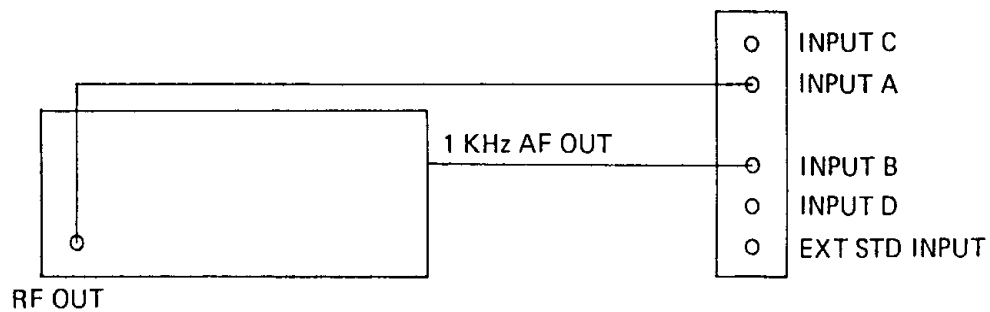 INPUT C
INPUT A
1 KHz AF OUT
INPUT B
INPUT D
EXT STD INPUT
RF OUT